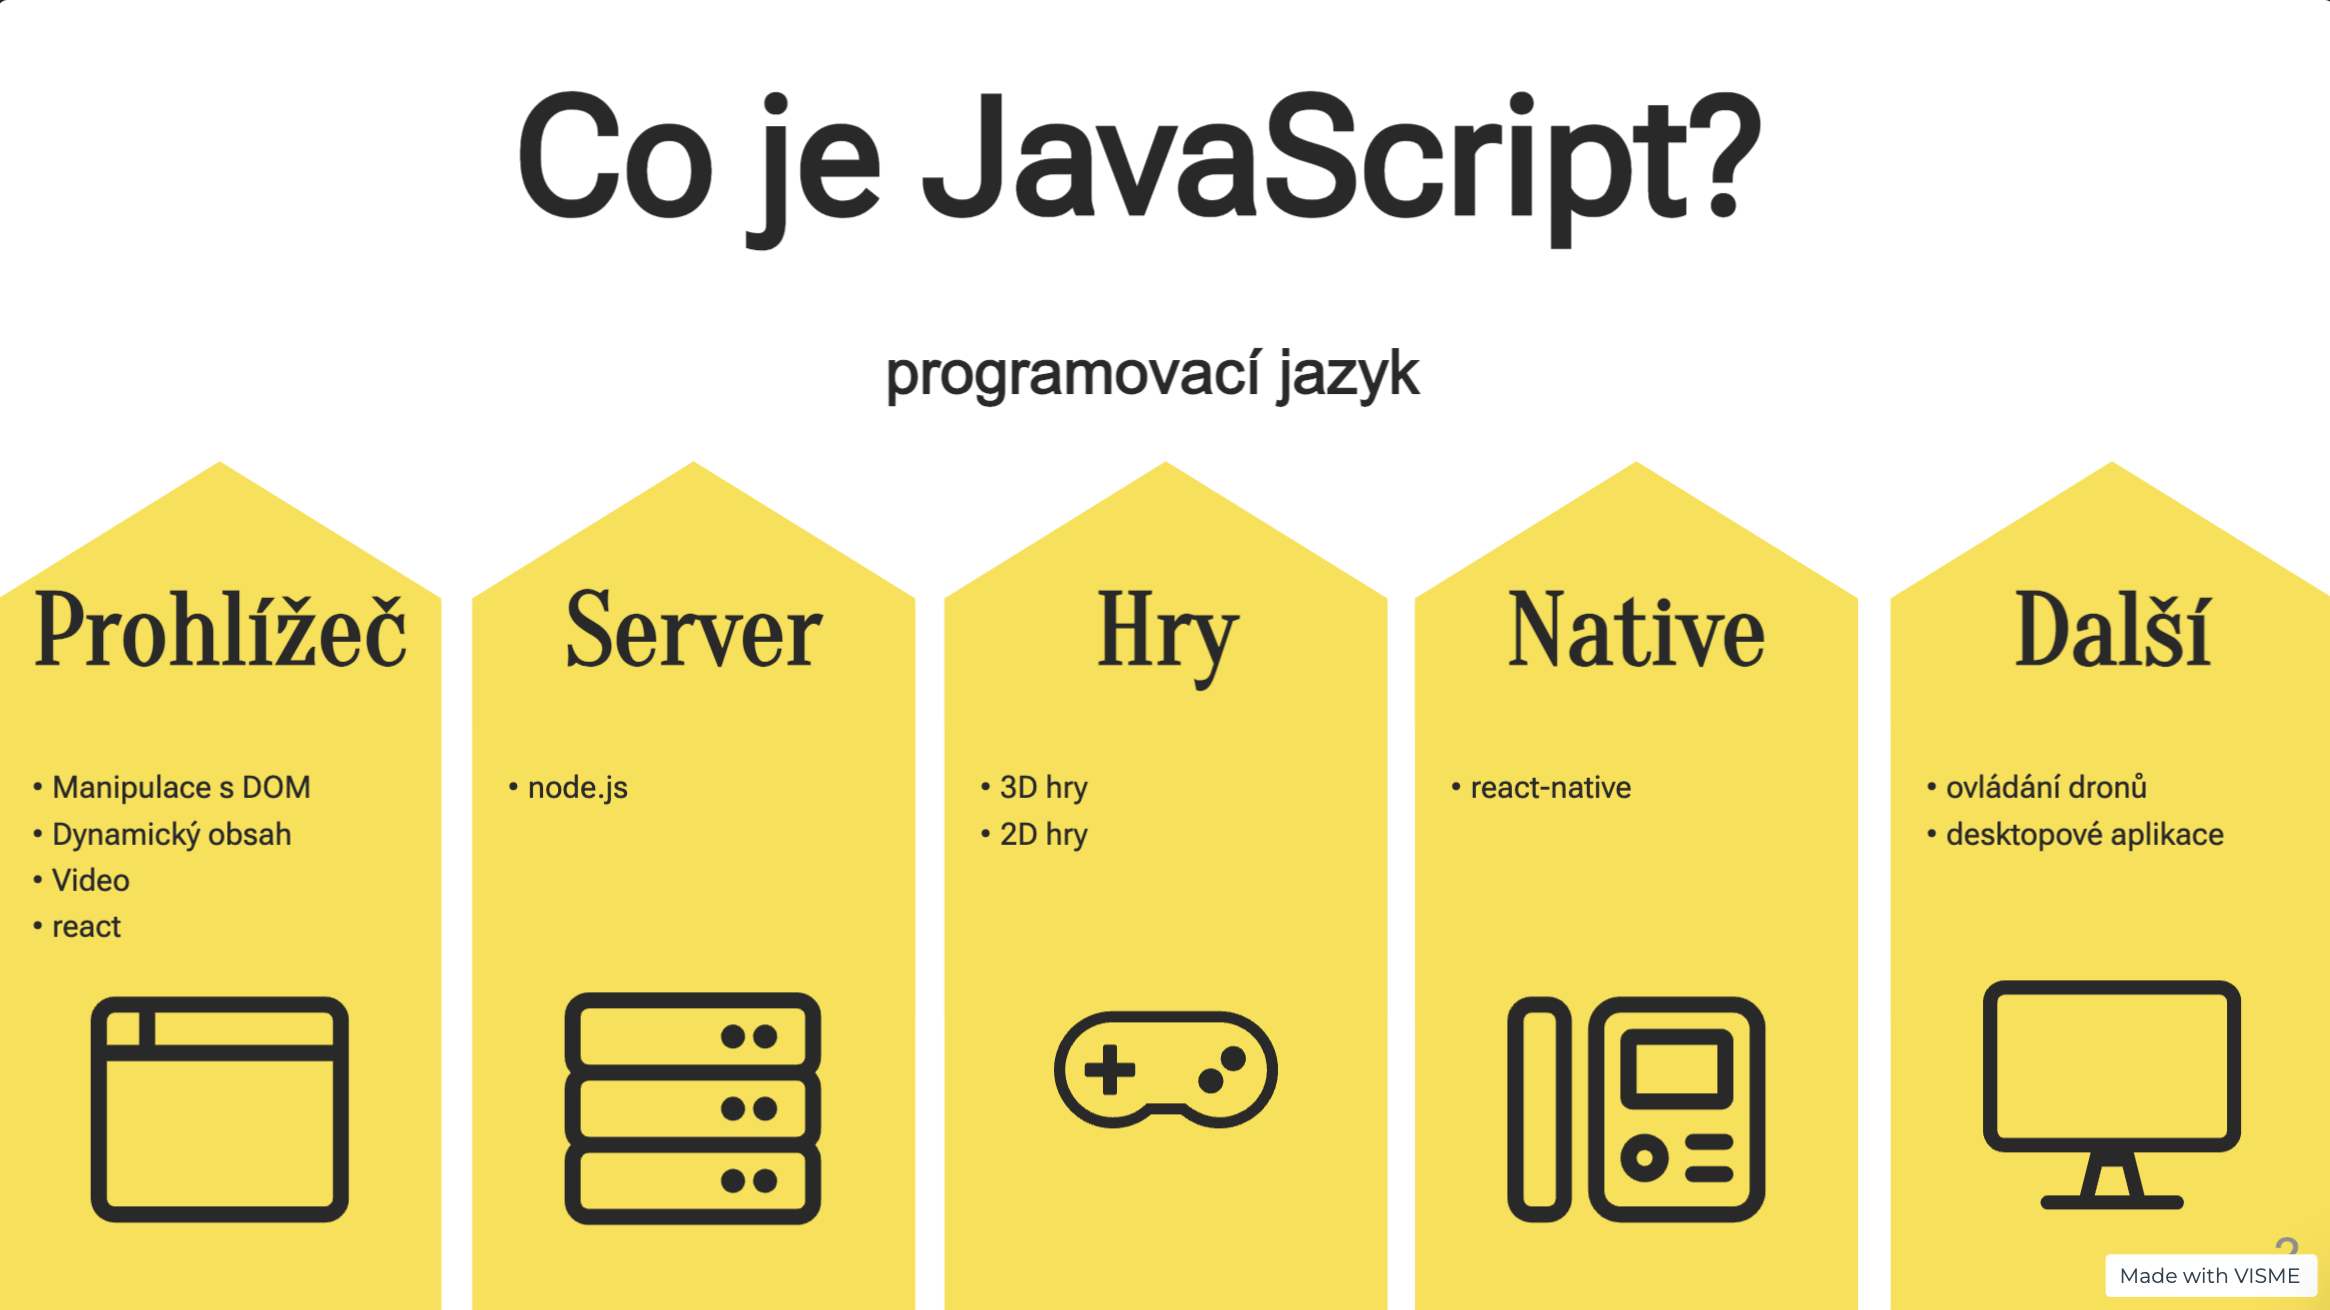 Co je JavaScript?
programovací jazyk
Prohlížeč
• Manipulace s DOM
• Dynamický obsah
• Video
• react
Server
• node.js
Hry
• 3D hry
• 2D hry
Native
• react-native
Další
• ovládání dronů
• desktopové aplikace
Made with VISME